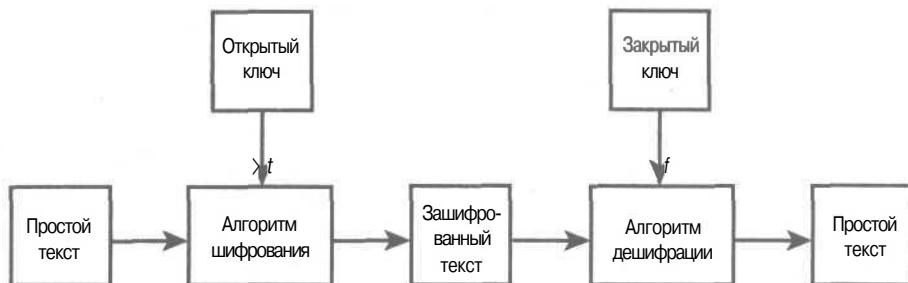 Открытый
ключ
Закрытый
ключ
t
f
Простой
текст
Алгоритм
шифрования
Зашифро-
ванный
текст
Алгоритм
дешифрации
Простой
текст